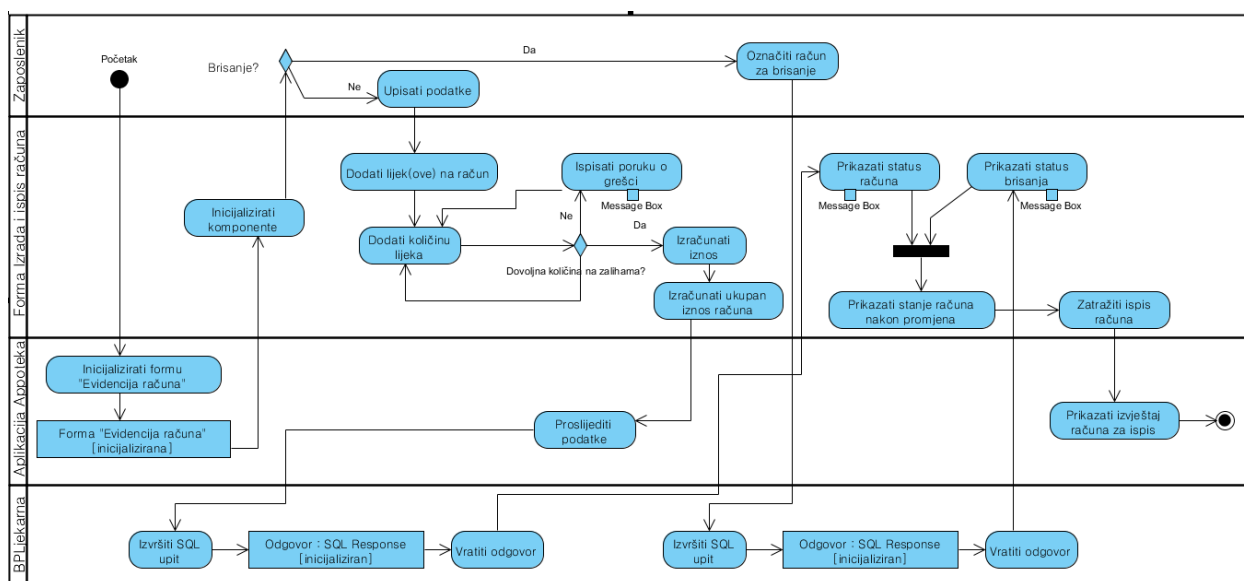 Zaposlenik
Početak
Brisanje?
Da
Ne
Označiti račun
za brisanje
Upisati podatke
Forma Izrada i ispis računa
Dodati lijek(ove) na račun
Ispisati poruku o
grešci
Message Box
Prikazati status
računa
Message Box
Prikazati status
brisanja
Message Box
Inicijalizirati
komponente
Ne
Da
Dodati količinu
lijeka
Izračunati
iznos
Dovoljna količina na zalihama?
Izračunati ukupan
iznos računa
Prikazati stanje računa
nakon promjena
Zatražiti ispis
računa
Aplikacija Appoteka
Inicijalizirati formu
"Evidencija računa"
Forma "Evidencija računa"
[inicijalizirana]
Proslijediti
podatke
Prikazati izvještaj
računa za ispis
BPLjekarna
Izvršiti SQL
upit
Odgovor : SQL Response
[inicijaliziran]
Vratiti odgovor
Izvršiti SQL
upit
Odgovor : SQL Response
[inicijaliziran]
Vratiti odgovor